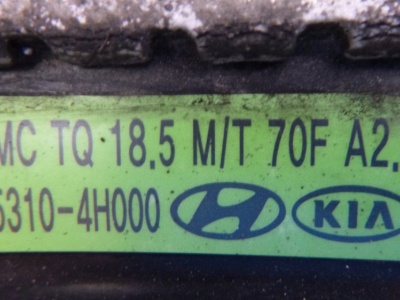 MC TQ 18.5 M/T 70F A2.
5310-4H000 KIA